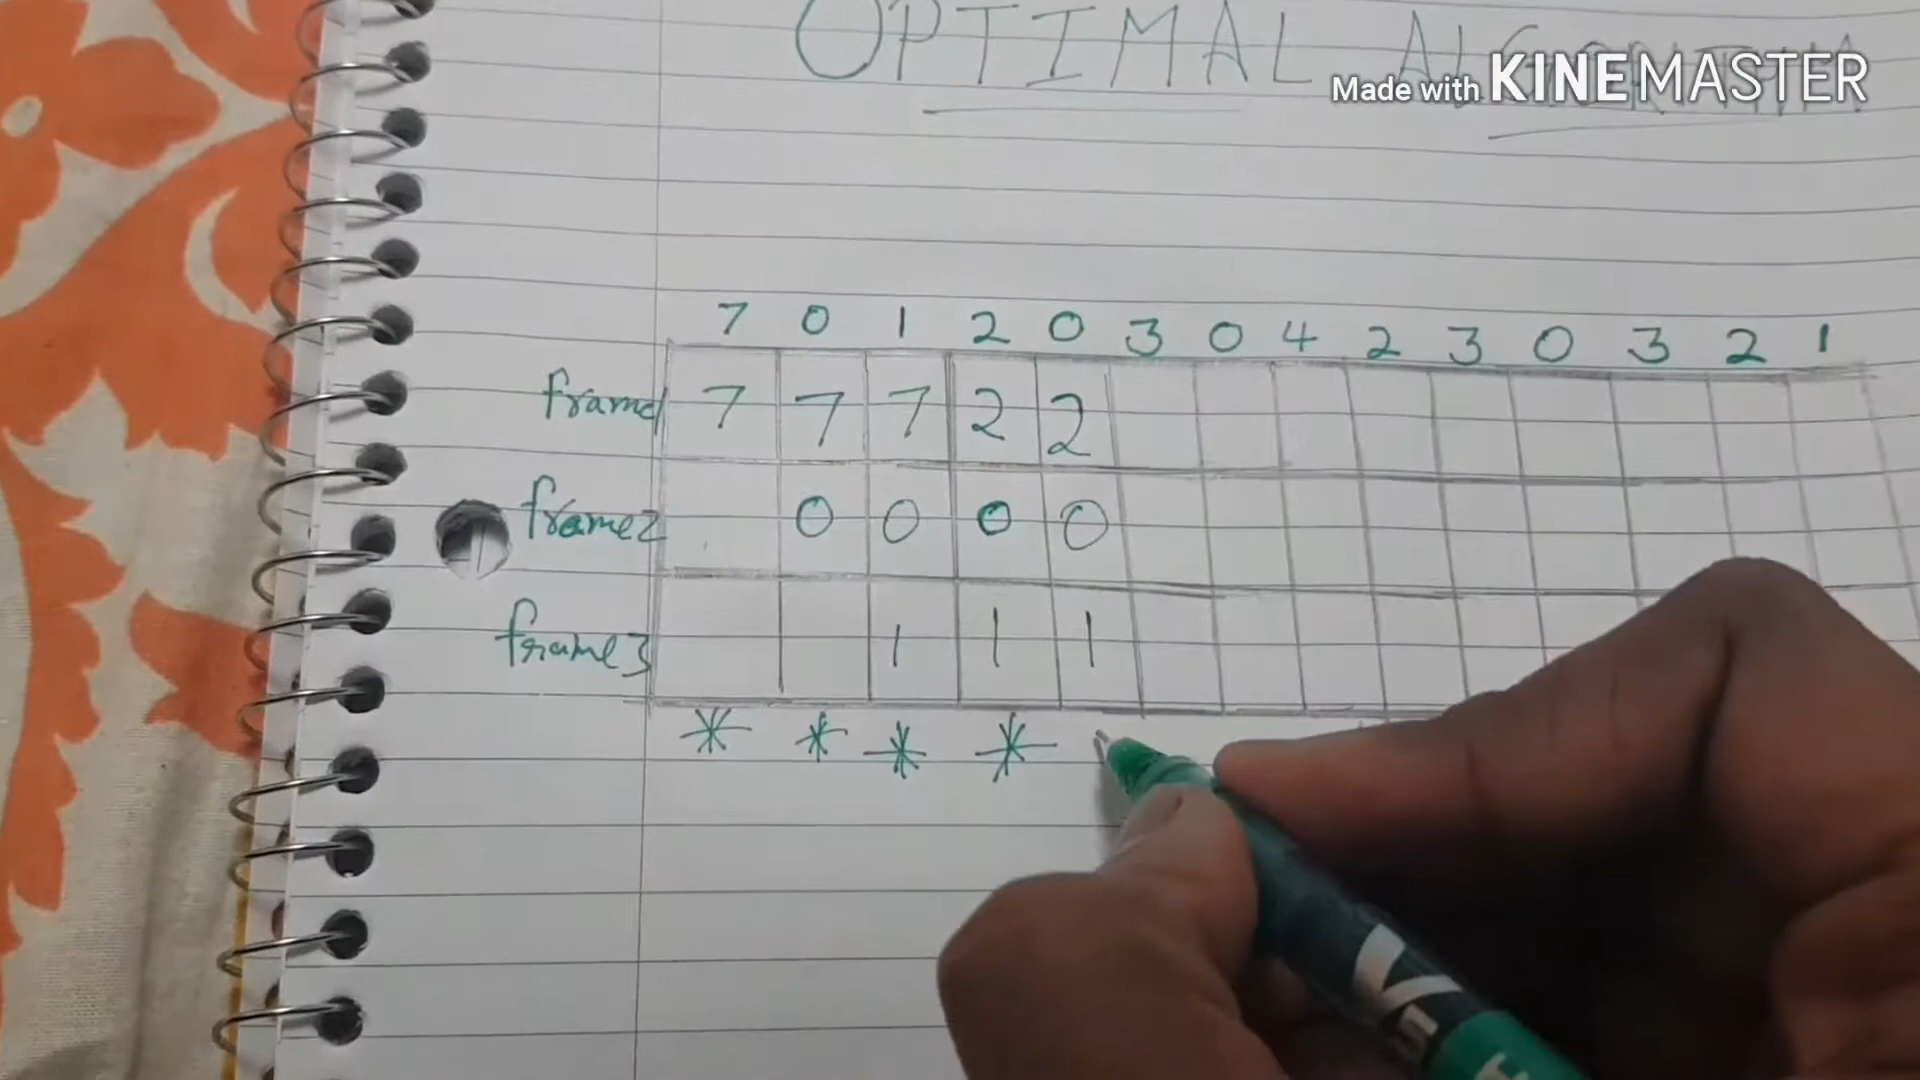 OPTIMAL ALGORITHM
Made with KINEMASTER
7 0 1 2 0 3 0 4 2 3 0 3 2 1
frame1 7 7 7 2 2
frame2 0 0 0 0
frame3 1 1 1
* * * *